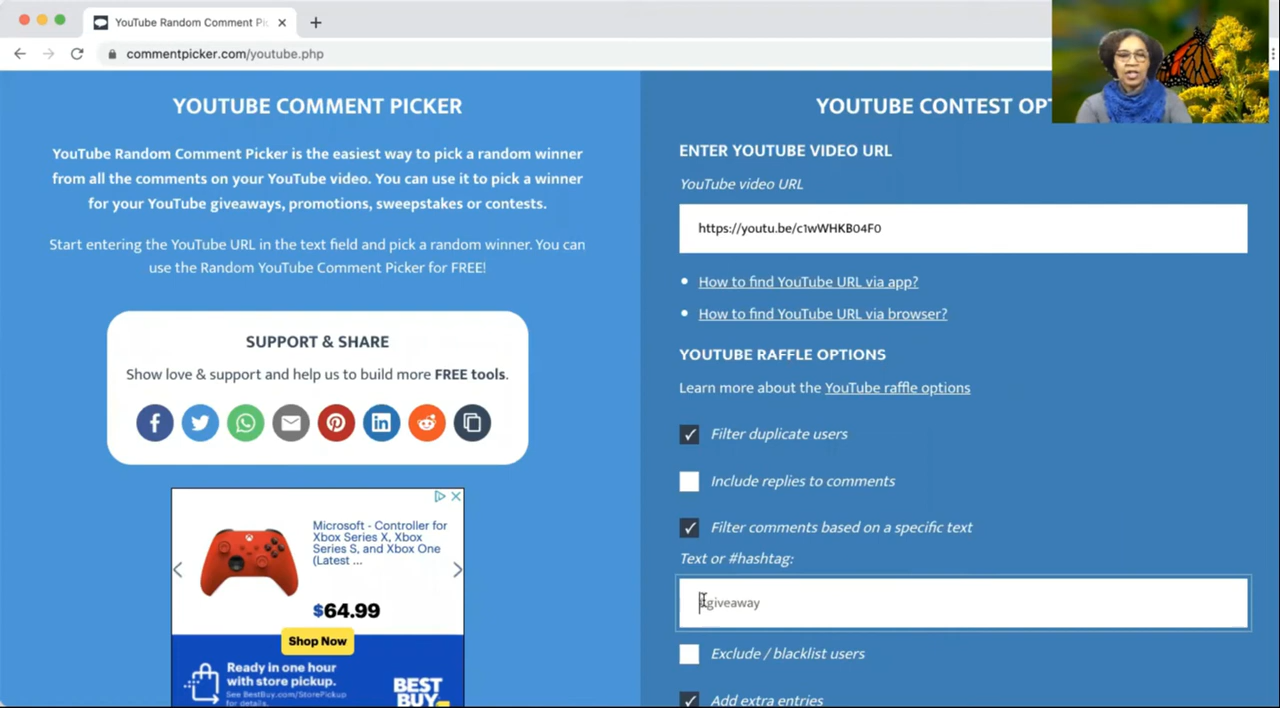 YouTube Random Comment Pi
commentpicker.com/youtube.php
YOUTUBE COMMENT PICKER
YouTube Random Comment Picker is the easiest way to pick a random winner
from all the comments on your YouTube video. You can use it to pick a winner
for your YouTube giveaways, promotions, sweepstakes or contests.
Start entering the YouTube URL in the text field and pick a random winner. You can
use the Random YouTube Comment Picker for FREE!
SUPPORT & SHARE
Show love & support and help us to build more FREE tools.
Microsoft - Controller for
Xbox Series X, Xbox
Series S, and Xbox One
(Latest ...
$64.99
Shop Now
Ready in one hour
with store pickup.
See BestBuy.com/StorePickup
for details.
BEST
BUY
YOUTUBE CONTEST OPT
ENTER YOUTUBE VIDEO URL
YouTube video URL
https://youtu.be/c1wWHKB04F0
How to find YouTube URL via app?
How to find YouTube URL via browser?
YOUTUBE RAFFLE OPTIONS
Learn more about the YouTube raffle options
Filter duplicate users
Include replies to comments
Filter comments based on a specific text
Text or #hashtag:
#giveaway
Exclude / blacklist users
Add extra entries